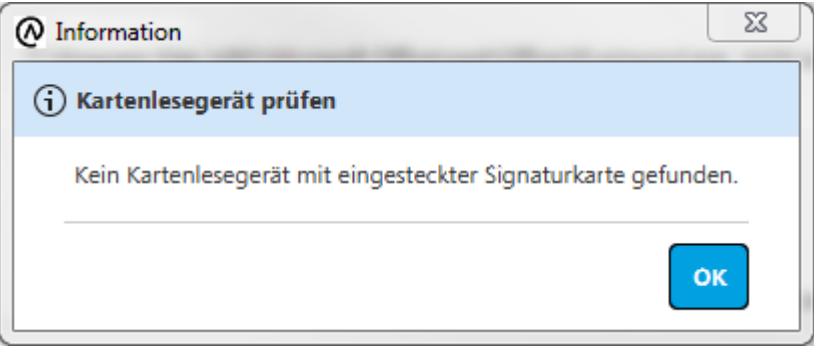 Information
Kartenlesegerät prüfen
Kein Kartenlesegerät mit eingesteckter Signaturkarte gefunden.
OK